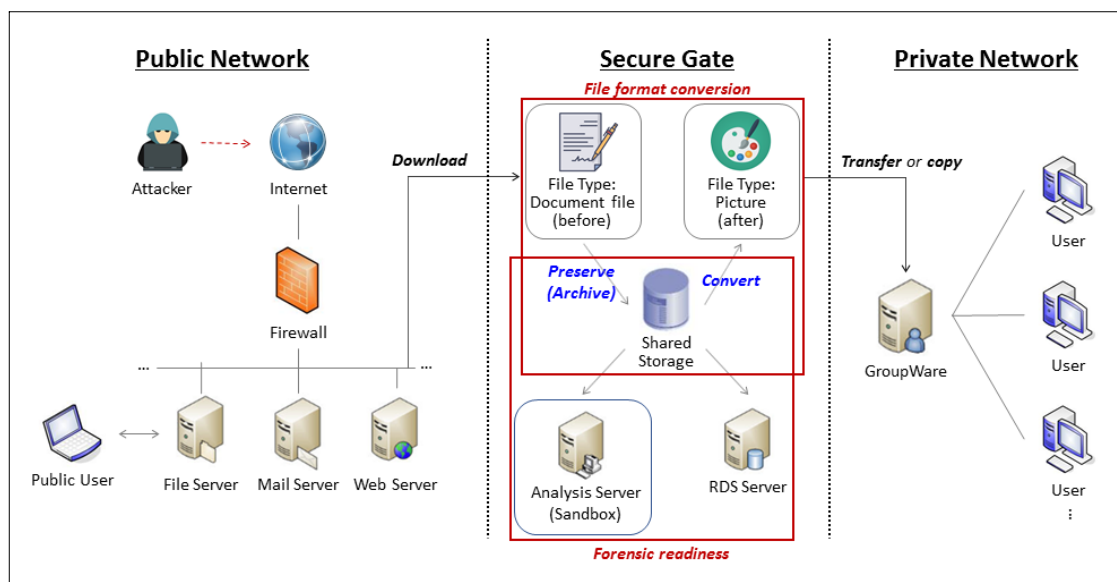 Public Network
Secure Gate
Private Network
File format conversion
Attacker
Internet
Download
File Type:
Document file
(before)
File Type:
Picture
(after)
Transfer or copy
User
Preserve
(Archive)
Convert
Firewall
Shared
Storage
GroupWare
User
...
...
Public User
File Server
Mail Server
Web Server
Analysis Server
(Sandbox)
RDS Server
User
⋮
Forensic readiness